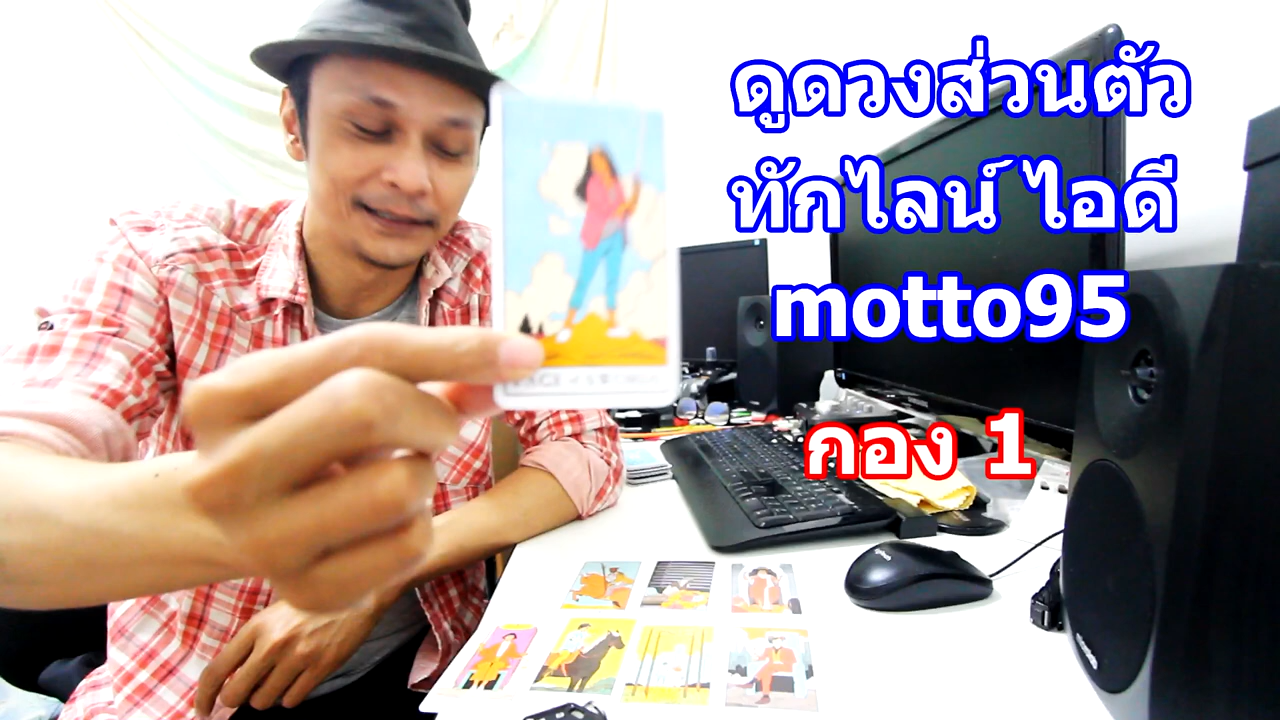 ดูดวงส่วนตัว
ทักไลน์ ไอดี
motto95
กอง 1
logitech